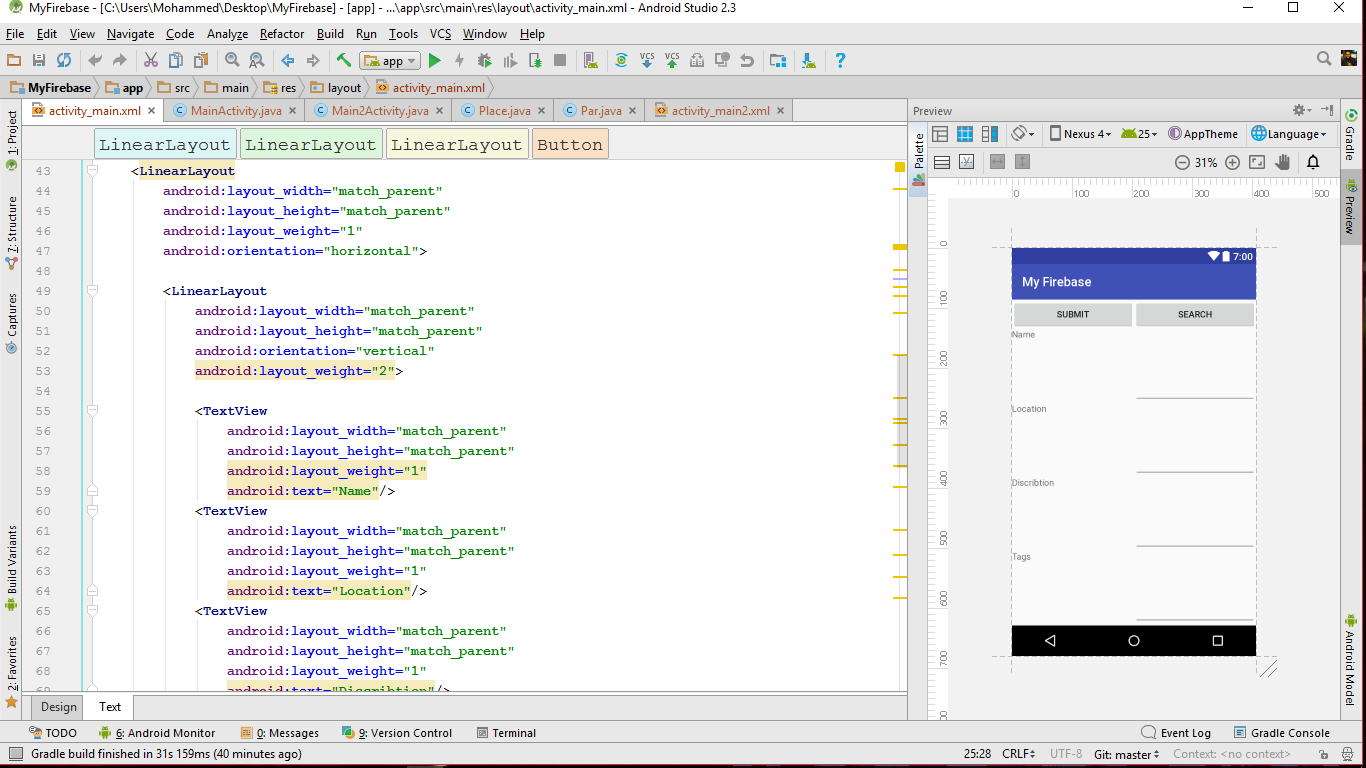 MyFirebase - [C:\Users\Mohammed\Desktop\MyFirebase] - [app] - ...\app\src\main\res\layout\activity_main.xml - Android Studio 2.3
File Edit View Navigate Code Analyze Refactor Build Run Tools VCS Window Help
app VCS VCS ?
MyFirebase app src main res layout activity_main.xml
activity_main.xml MainActivity.java Main2Activity.java Place.java Par.java activity_main2.xml
LinearLayout LinearLayout LinearLayout Button
43 <LinearLayout
44 android:layout_width="match_parent"
45 android:layout_height="match_parent"
46 android:layout_weight="1"
47 android:orientation="horizontal">
48
49 <LinearLayout
50 android:layout_width="match_parent"
51 android:layout_height="match_parent"
52 android:orientation="vertical"
53 android:layout_weight="2">
54
55 <TextView
56 android:layout_width="match_parent"
57 android:layout_height="match_parent"
58 android:layout_weight="1"
59 android:text="Name"/>
60 <TextView
61 android:layout_width="match_parent"
62 android:layout_height="match_parent"
63 android:layout_weight="1"
64 android:text="Location"/>
65 <TextView
66 android:layout_width="match_parent"
67 android:layout_height="match_parent"
68 android:layout_weight="1"
69 android:text="Discribtion"/>
Design Text
1: Project
7: Structure
Captures
Build Variants
2: Favorites
Preview
Palette
Nexus 4 25 AppTheme Language
31%
0 100 200 300 400 500
0
100
200
300
400
500
600
700
7:00
My Firebase
SUBMIT SEARCH
Name
Location
Discribtion
Tags
Gradle
Preview
Android Model
TODO 6: Android Monitor 0: Messages 9: Version Control Terminal Event Log Gradle Console
Gradle build finished in 31s 159ms (40 minutes ago) 25:28 CRLF UTF-8 Git: master Context: <no context>